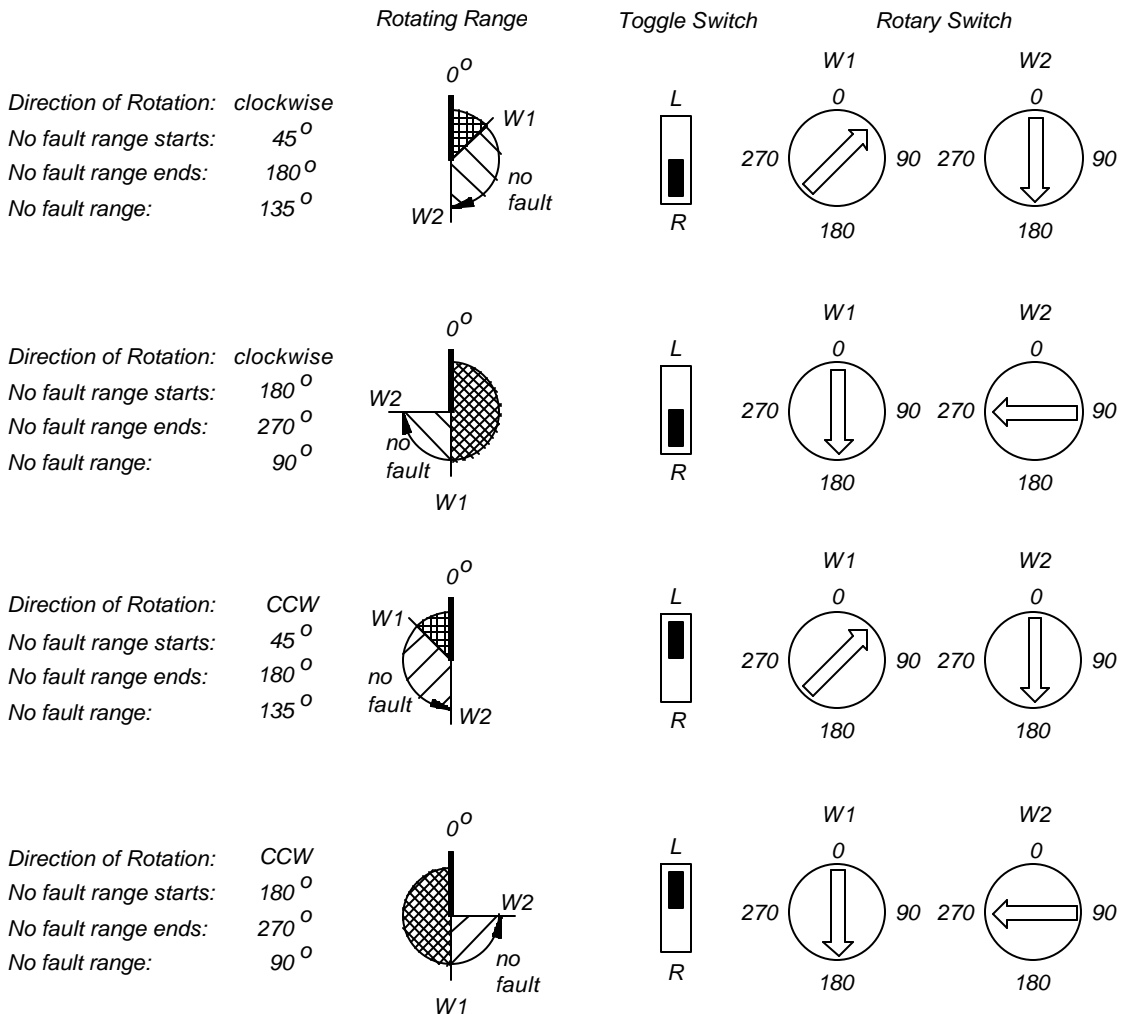 Rotating Range Toggle Switch Rotary Switch
0° W1 W2
Direction of Rotation: clockwise L 0 0
No fault range starts: 45° W1
No fault range ends: 180° 270 90 270 90
no
No fault range: 135° fault
W2 R 180 180
0° W1 W2
Direction of Rotation: clockwise L 0 0
No fault range starts: 180°
W2
No fault range ends: 270° 270 90 270 90
no
No fault range: 90° fault R
W1 180 180
0° W1 W2
Direction of Rotation: CCW L 0 0
No fault range starts: 45° W1
No fault range ends: 180° 270 90 270 90
no
No fault range: 135° fault W2 R
180 180
0° W1 W2
Direction of Rotation: CCW L 0 0
No fault range starts: 180°
W2
No fault range ends: 270° 270 90 270 90
No fault range: 90° no R
fault 180 180
W1